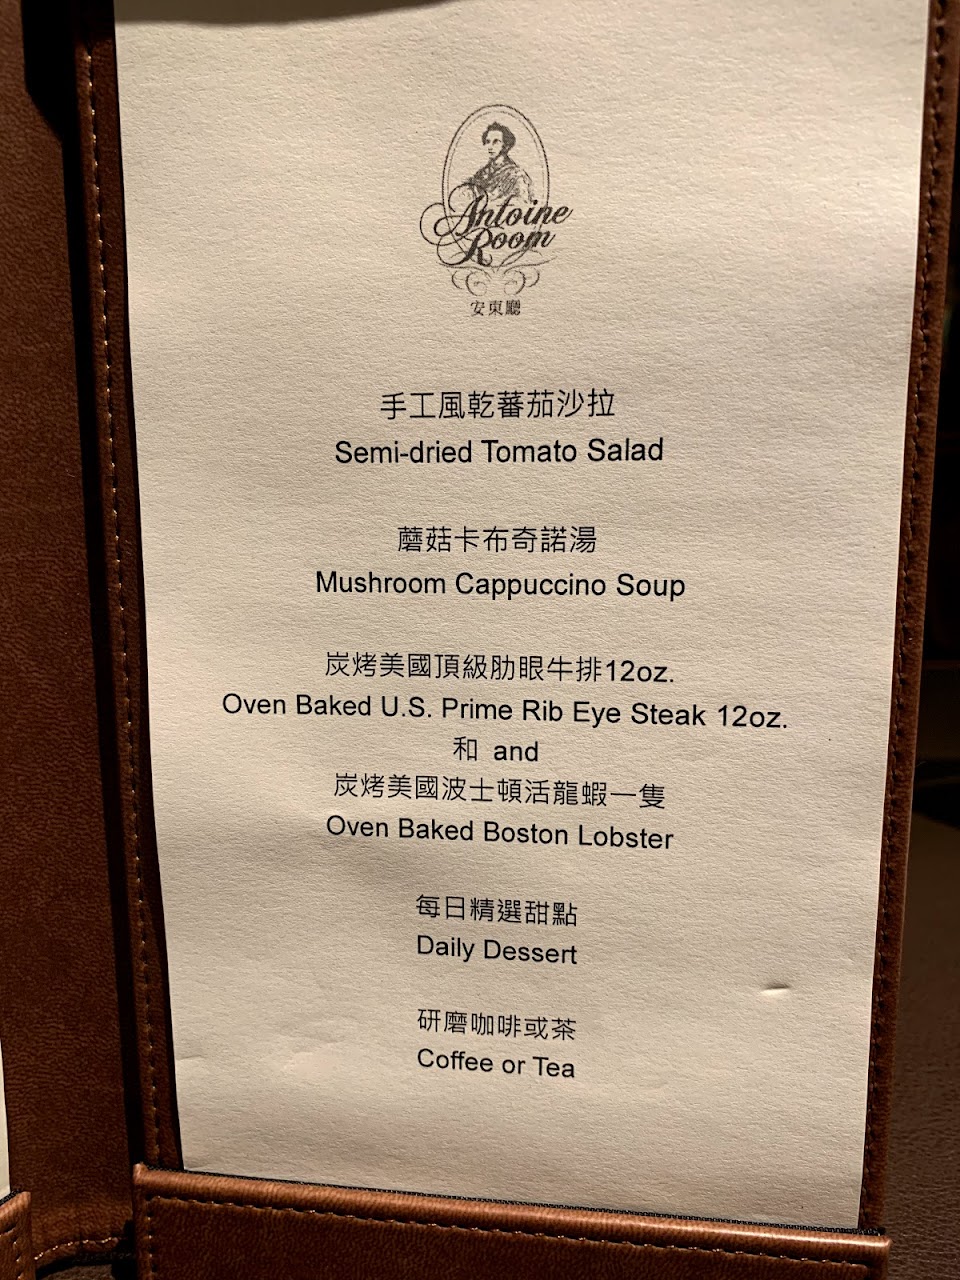 Antoine
Room
安東廳
手工風乾蕃茄沙拉
Semi-dried Tomato Salad
蘑菇卡布奇諾湯
Mushroom Cappuccino Soup
炭烤美國頂級肋眼牛排12oz.
Oven Baked U.S. Prime Rib Eye Steak 12oz.
和 and
炭烤美國波士頓活龍蝦一隻
Oven Baked Boston Lobster
每日精選甜點
Daily Dessert
研磨咖啡或茶
Coffee or Tea